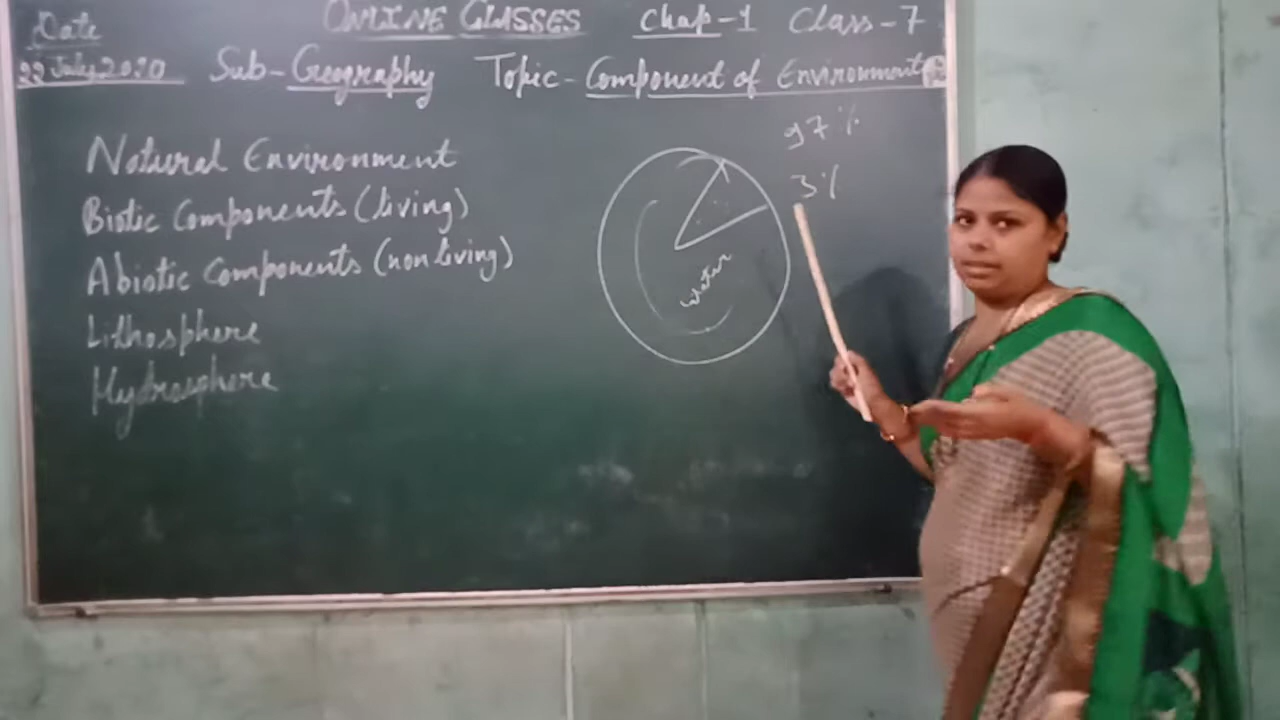 ONLINE CLASSES Chap-1 Class-7
Date
22 July 2020
Sub-Geography Topic-Component of Environment
Natural Environment
Biotic Components (living)
Abiotic Components (non living)
Lithosphere
Hydrosphere
97%
3%
water